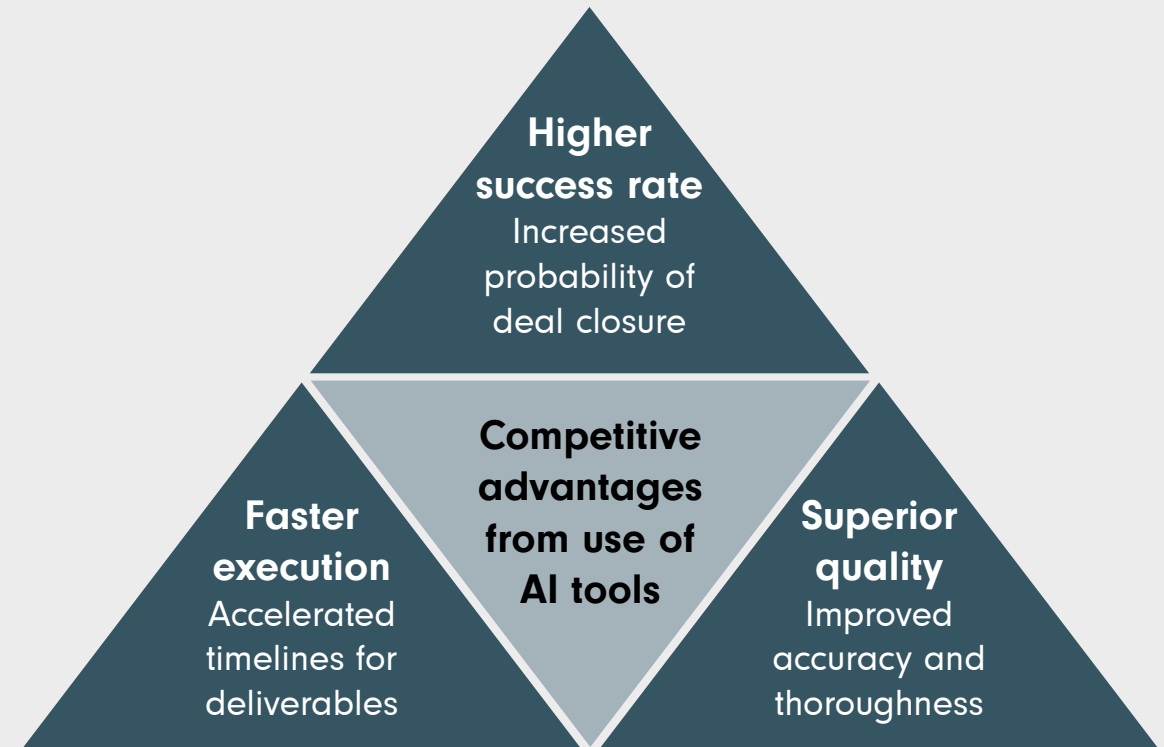 Higher
success rate
Increased
probability of
deal closure
Competitive
advantages
from use of
AI tools
Faster
execution
Accelerated
timelines for
deliverables
Superior
quality
Improved
accuracy and
thoroughness